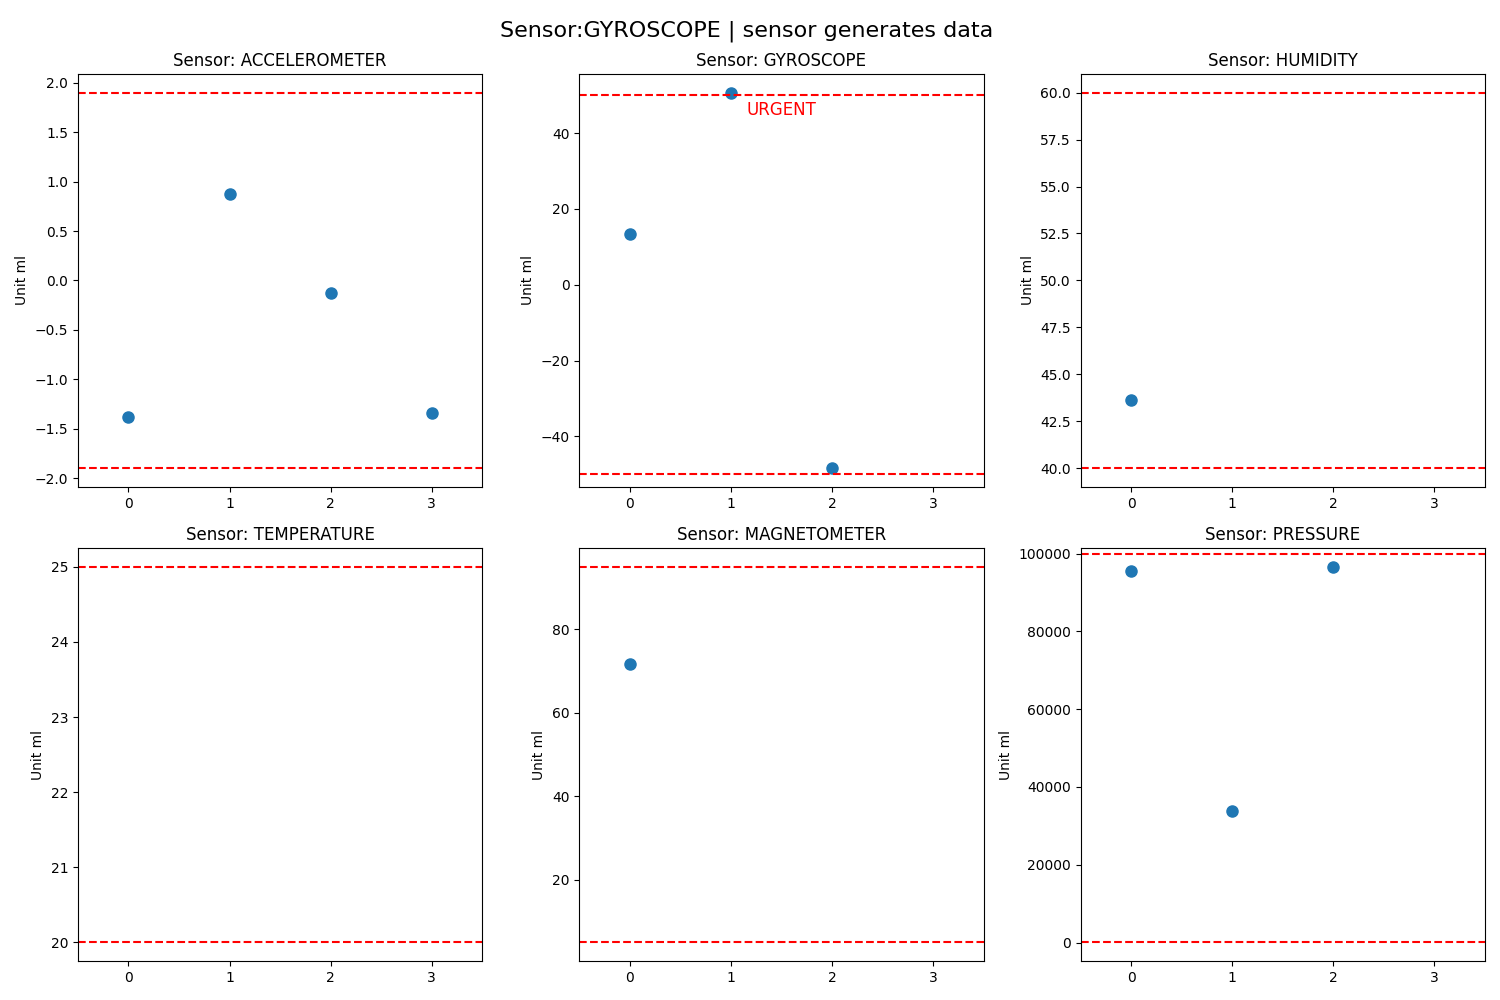 Sensor:GYROSCOPE | sensor generates data
Sensor: ACCELEROMETER
2.0
1.5
1.0
0.5
0.0
−0.5
−1.0
−1.5
−2.0
Unit ml
0 1 2 3
Sensor: GYROSCOPE
URGENT
40
20
0
−20
−40
Unit ml
0 1 2 3
Sensor: HUMIDITY
60.0
57.5
55.0
52.5
50.0
47.5
45.0
42.5
40.0
Unit ml
0 1 2 3
Sensor: TEMPERATURE
25
24
23
22
21
20
Unit ml
0 1 2 3
Sensor: MAGNETOMETER
80
60
40
20
Unit ml
0 1 2 3
Sensor: PRESSURE
100000
80000
60000
40000
20000
0
Unit ml
0 1 2 3